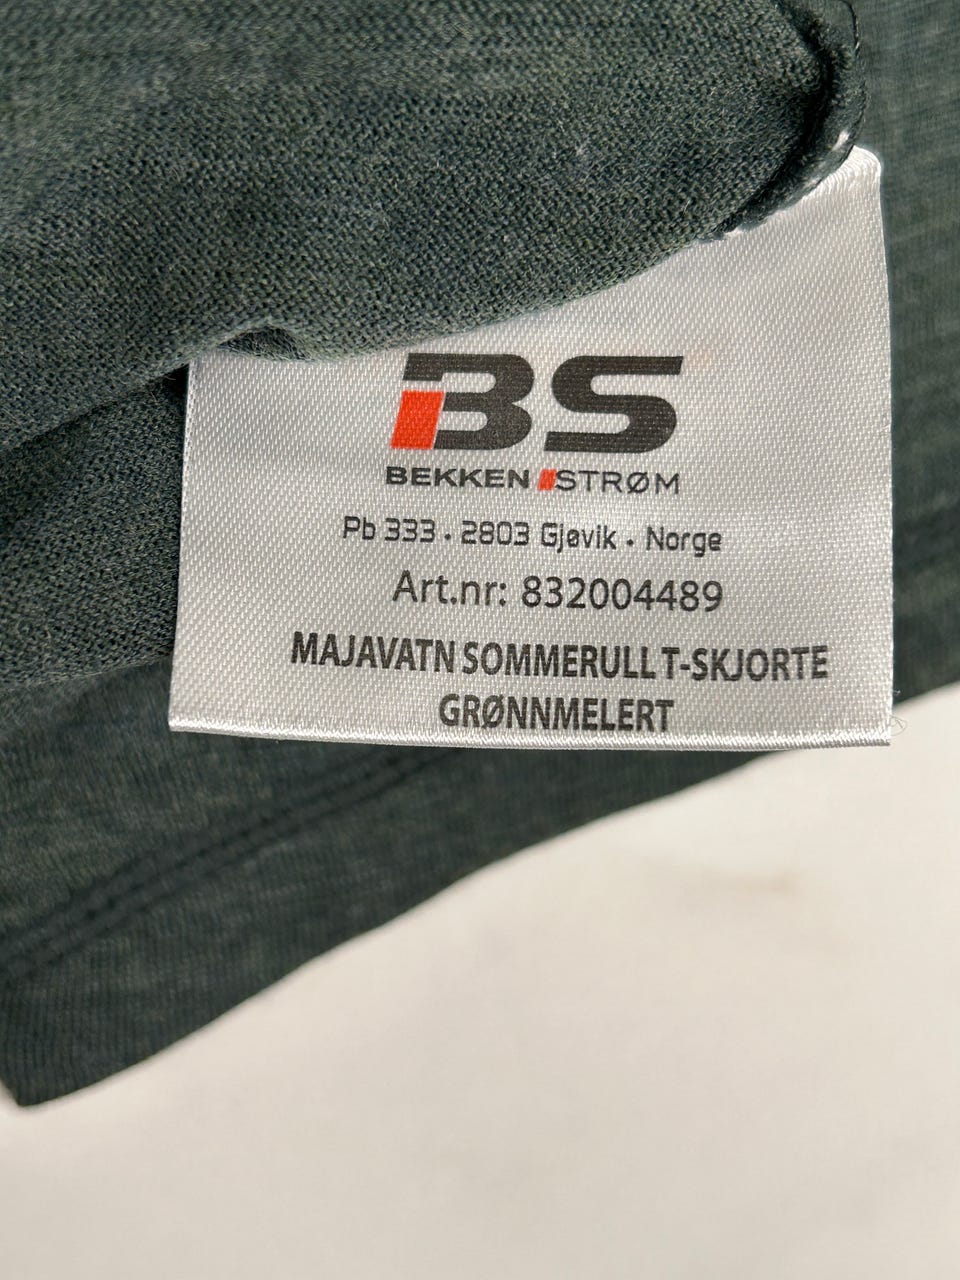 BS
BEKKEN STRØM
Pb 333 . 2803 Gjøvik . Norge
Art.nr: 832004489
MAJAVATN SOMMERULL T-SKJORTE
GRØNNMELERT